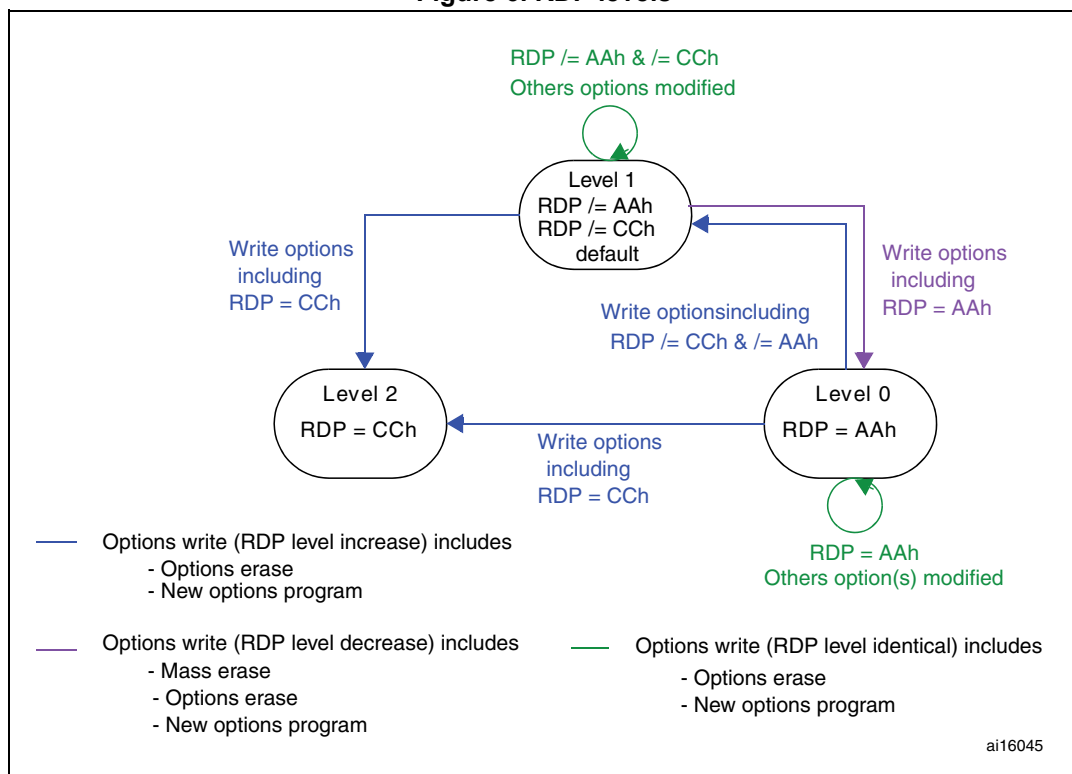 RDP /= AAh & /= CCh
Others options modified
Level 1
RDP /= AAh
RDP /= CCh
default
Write options
including
RDP = CCh
Write options
including
RDP = AAh
Write optionsincluding
RDP /= CCh & /= AAh
Level 2
RDP = CCh
Level 0
RDP = AAh
Write options
including
RDP = CCh
RDP = AAh
Others option(s) modified
Options write (RDP level increase) includes
- Options erase
- New options program
Options write (RDP level decrease) includes
- Mass erase
- Options erase
- New options program
Options write (RDP level identical) includes
- Options erase
- New options program
ai16045